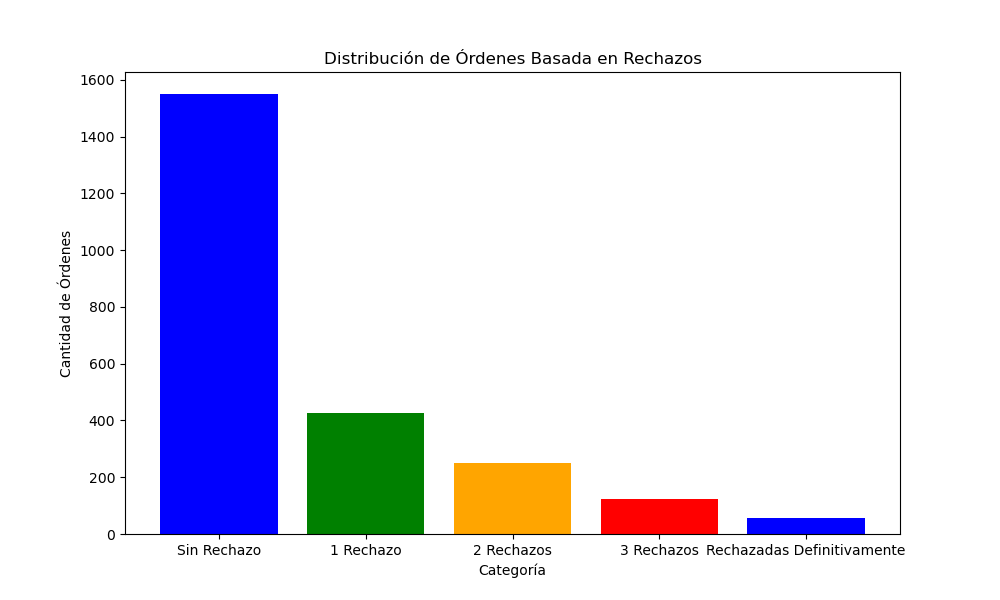 Distribución de Órdenes Basada en Rechazos
1600
1400
1200
1000
800
600
400
200
0
Cantidad de Órdenes
Sin Rechazo
1 Rechazo
2 Rechazos
3 Rechazos
Rechazadas Definitivamente
Categoría